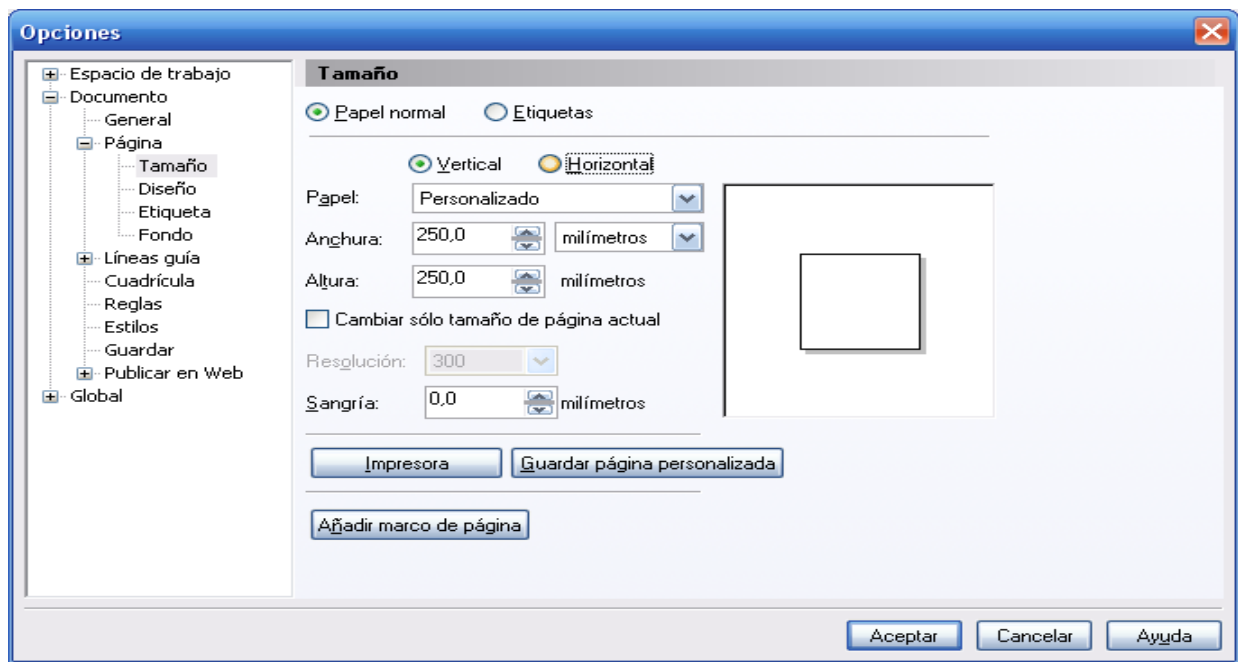 Opciones
Espacio de trabajo
Documento
General
Página
Tamaño
Diseño
Etiqueta
Fondo
Líneas guía
Cuadrícula
Reglas
Estilos
Guardar
Publicar en Web
Global
Tamaño
Papel normal Etiquetas
Vertical Horizontal
Papel: Personalizado
Anchura: 250,0 milímetros
Altura: 250,0 milímetros
Cambiar sólo tamaño de página actual
Resolución: 300
Sangría: 0,0 milímetros
Impresora Guardar página personalizada
Añadir marco de página
Aceptar Cancelar Ayuda